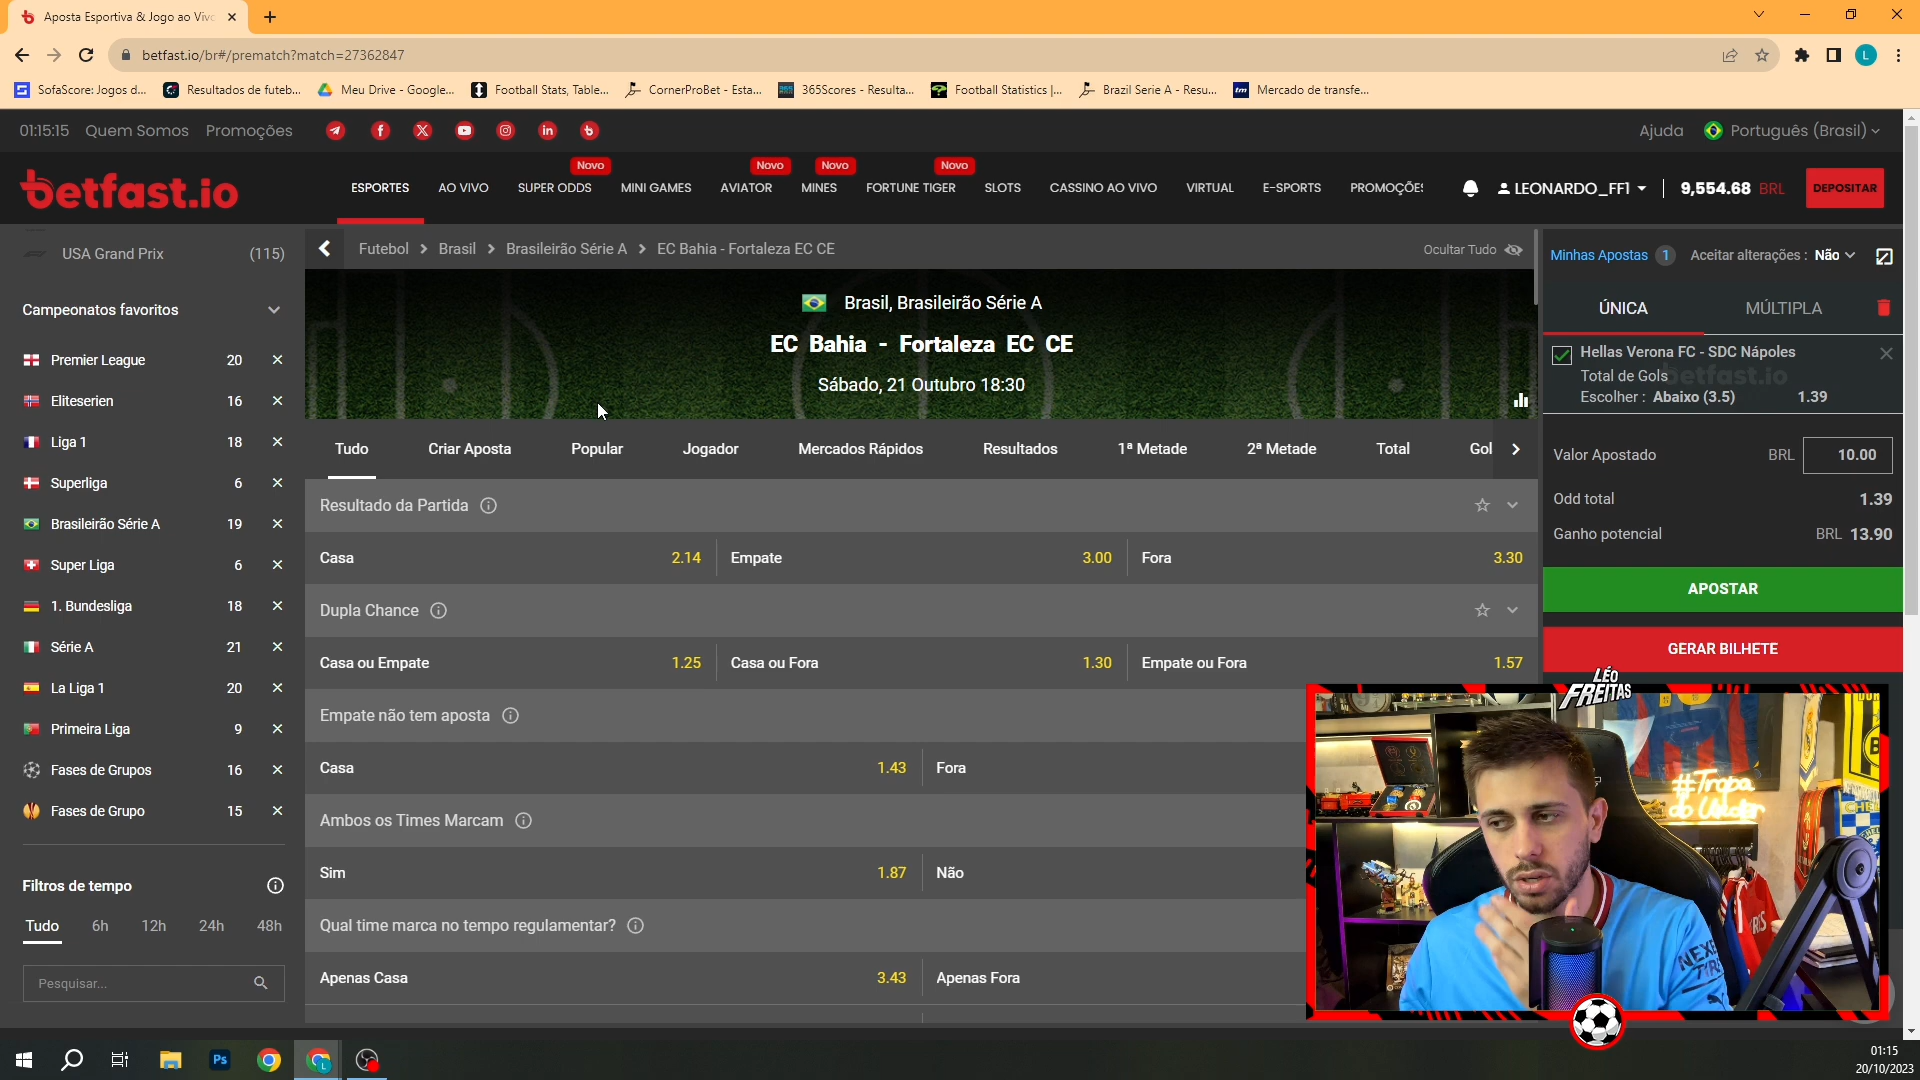 Aposta Esportiva & Jogo ao Viv
betfast.io/br#/prematch?match=27362847
L
SofaScore: Jogos d...
Resultados de futeb...
Meu Drive - Google...
Football Stats, Table...
CornerProBet - Esta...
365Scores - Resulta...
Football Statistics |...
Brazil Serie A - Resu...
Mercado de transfe...
01:15:15 Quem Somos Promoções
Ajuda Português (Brasil)
betfast.io
Novo Novo Novo Novo
ESPORTES AO VIVO SUPER ODDS MINI GAMES AVIATOR MINES FORTUNE TIGER SLOTS CASSINO AO VIVO VIRTUAL E-SPORTS PROMOÇÕES
LEONARDO_FF1 9,554.68 BRL DEPOSITAR
USA Grand Prix (115)
Campeonatos favoritos
Premier League 20
Eliteserien 16
Liga 1 18
Superliga 6
Brasileirão Série A 19
Super Liga 6
1. Bundesliga 18
Série A 21
La Liga 1 20
Primeira Liga 9
Fases de Grupos 16
Fases de Grupo 15
Filtros de tempo
Tudo 6h 12h 24h 48h
Pesquisar...
Futebol > Brasil > Brasileirão Série A > EC Bahia - Fortaleza EC CE
Ocultar Tudo
Brasil, Brasileirão Série A
EC Bahia - Fortaleza EC CE
Sábado, 21 Outubro 18:30
Tudo Criar Aposta Popular Jogador Mercados Rápidos Resultados 1ª Metade 2ª Metade Total Gol
Resultado da Partida
Casa 2.14 Empate 3.00 Fora 3.30
Dupla Chance
Casa ou Empate 1.25 Casa ou Fora 1.30 Empate ou Fora 1.57
Empate não tem aposta
Casa 1.43 Fora
Ambos os Times Marcam
Sim 1.87 Não
Qual time marca no tempo regulamentar?
Apenas Casa 3.43 Apenas Fora
Minhas Apostas 1 Aceitar alterações : Não
ÚNICA MÚLTIPLA
Hellas Verona FC - SDC Nápoles
Total de Gols
betfast.io
Escolher : Abaixo (3.5) 1.39
Valor Apostado BRL 10.00
Odd total 1.39
Ganho potencial BRL 13.90
APOSTAR
GERAR BILHETE
LÉO
FREITAS
#Tropa
do Under
NEXEN
TIRE
Ps
L
01:15
20/10/2023